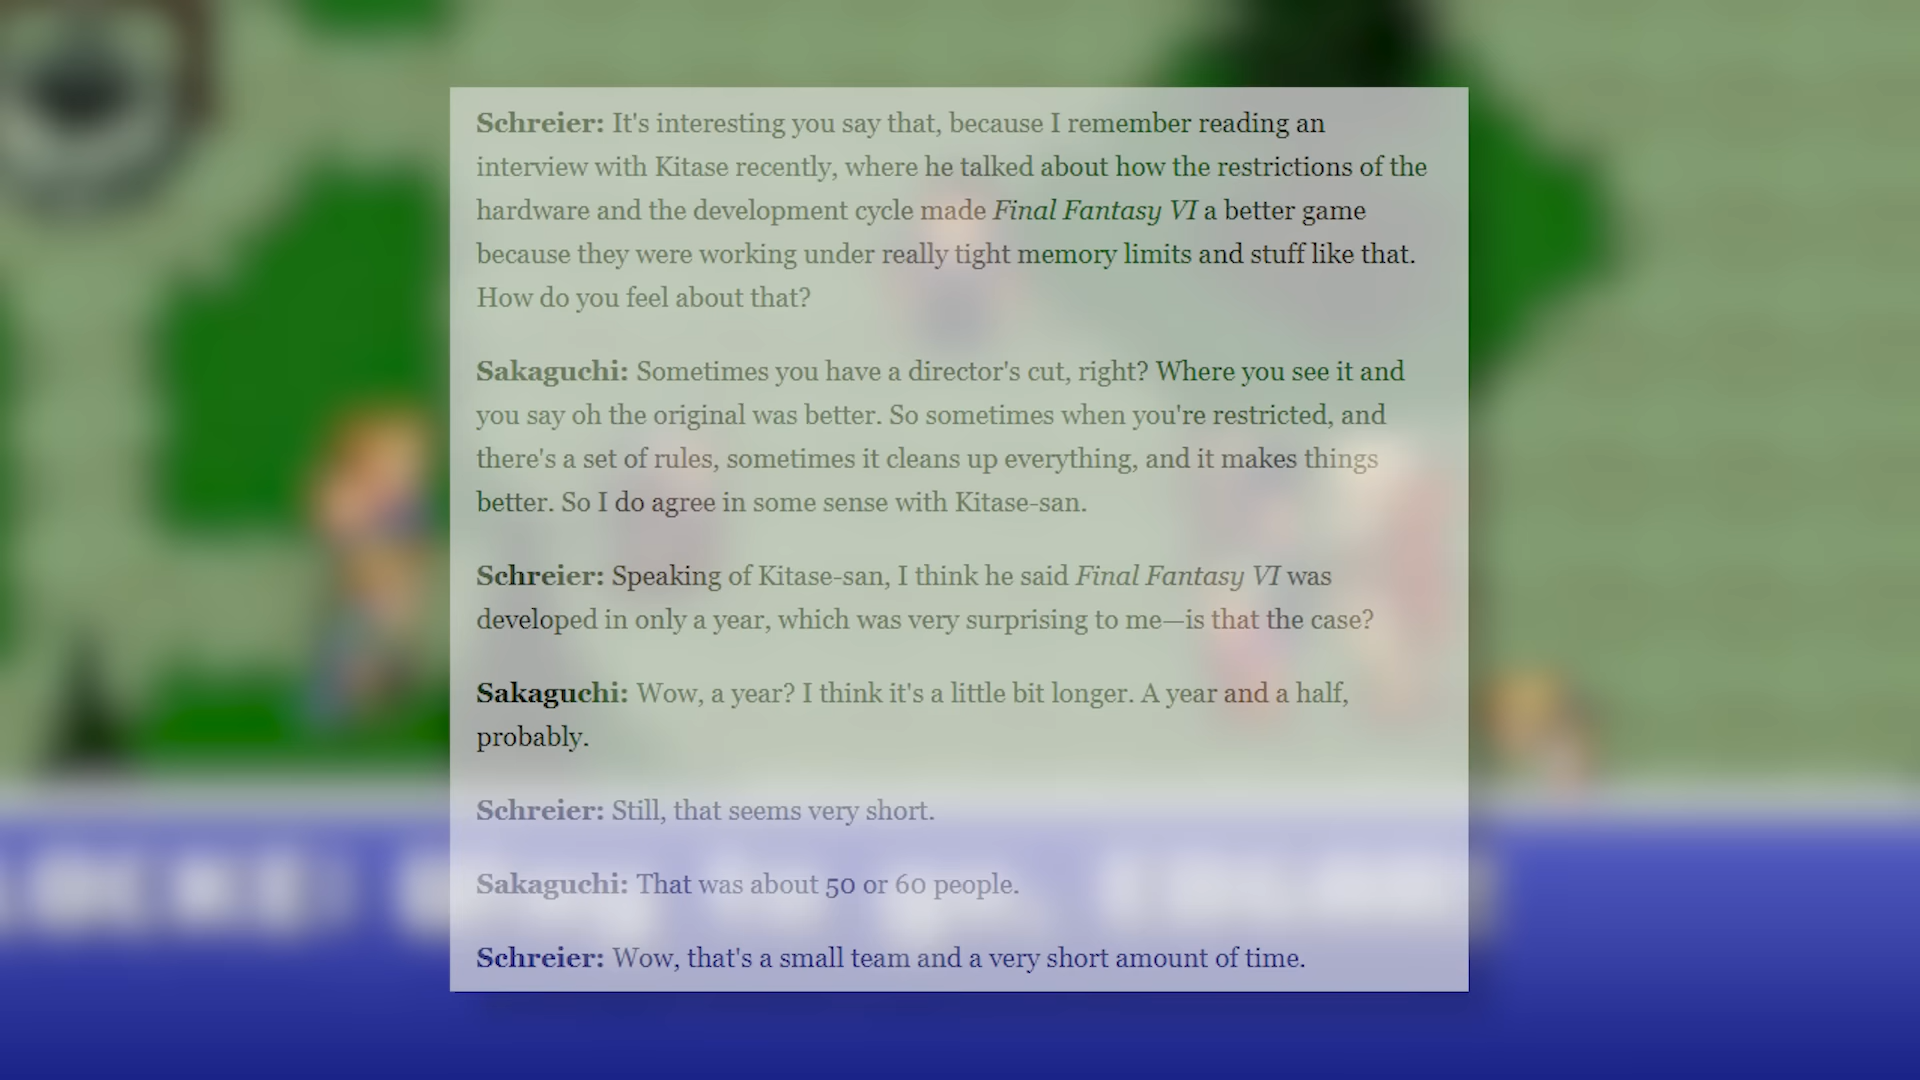 Schreier: It's interesting you say that, because I remember reading an
interview with Kitase recently, where he talked about how the restrictions of the
hardware and the development cycle made Final Fantasy VI a better game
because they were working under really tight memory limits and stuff like that.
How do you feel about that?
Sakaguchi: Sometimes you have a director's cut, right? Where you see it and
you say oh the original was better. So sometimes when you're restricted, and
there's a set of rules, sometimes it cleans up everything, and it makes things
better. So I do agree in some sense with Kitase-san.
Schreier: Speaking of Kitase-san, I think he said Final Fantasy VI was
developed in only a year, which was very surprising to me—is that the case?
Sakaguchi: Wow, a year? I think it's a little bit longer. A year and a half,
probably.
Schreier: Still, that seems very short.
Sakaguchi: That was about 50 or 60 people.
Schreier: Wow, that's a small team and a very short amount of time.